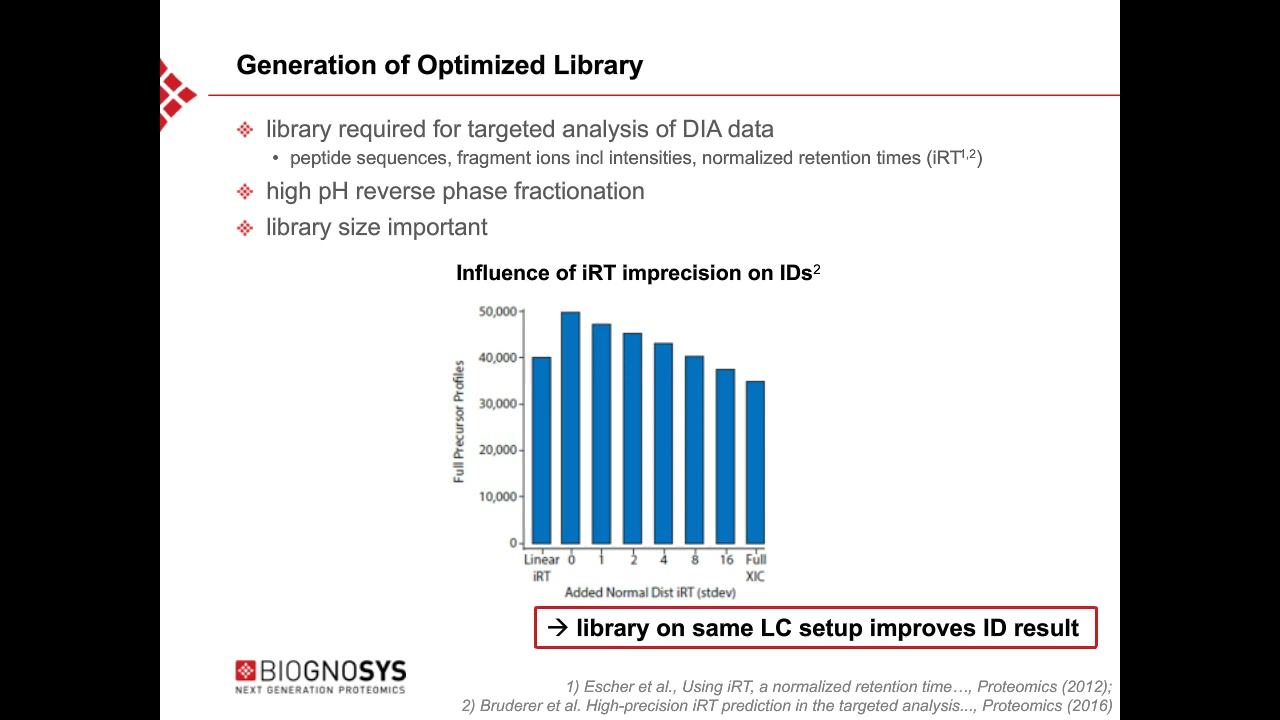 Generation of Optimized Library
library required for targeted analysis of DIA data
• peptide sequences, fragment ions incl intensities, normalized retention times (iRT1,2)
high pH reverse phase fractionation
library size important
Influence of iRT imprecision on IDs2
Full Precursor Profiles
50,000
40,000
30,000
20,000
10,000
0
Linear iRT 0 1 2 4 8 16 Full XIC
Added Normal Dist iRT (stdev)
→ library on same LC setup improves ID result
BIOGNOSYS
NEXT GENERATION PROTEOMICS
1) Escher et al., Using iRT, a normalized retention time…, Proteomics (2012);
2) Bruderer et al. High-precision iRT prediction in the targeted analysis..., Proteomics (2016)